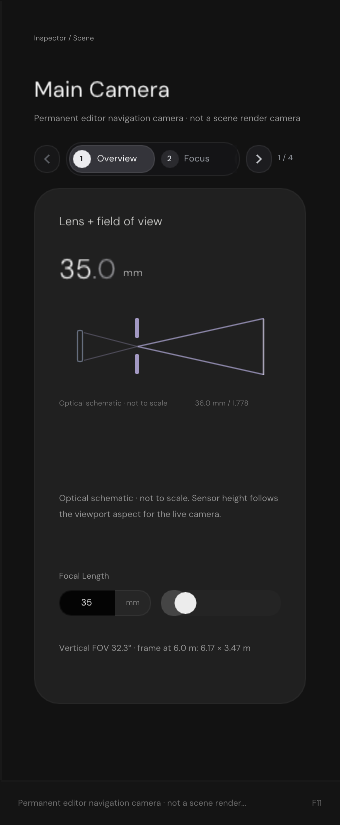 Inspector / Scene
Main Camera
Permanent editor navigation camera · not a scene render camera
1 Overview 2 Focus 1 / 4
Lens + field of view
35.0 mm
Optical schematic · not to scale 36.0 mm / 1.778
Optical schematic · not to scale. Sensor height follows
the viewport aspect for the live camera.
Focal Length
35 mm
Vertical FOV 32.3° · frame at 6.0 m: 6.17 × 3.47 m
Permanent editor navigation camera · not a scene render... F11